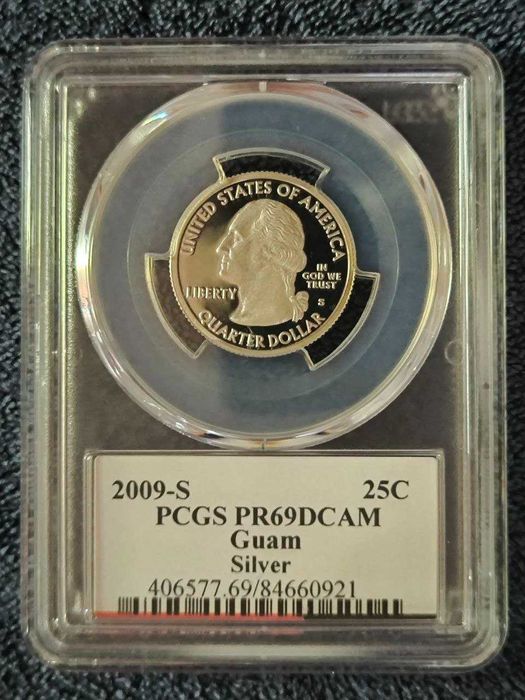 UNITED STATES OF AMERICA
LIBERTY
IN
GOD WE
TRUST
S
QUARTER DOLLAR
2009-S 25C
PCGS PR69DCAM
Guam
Silver
406577.69/84660921